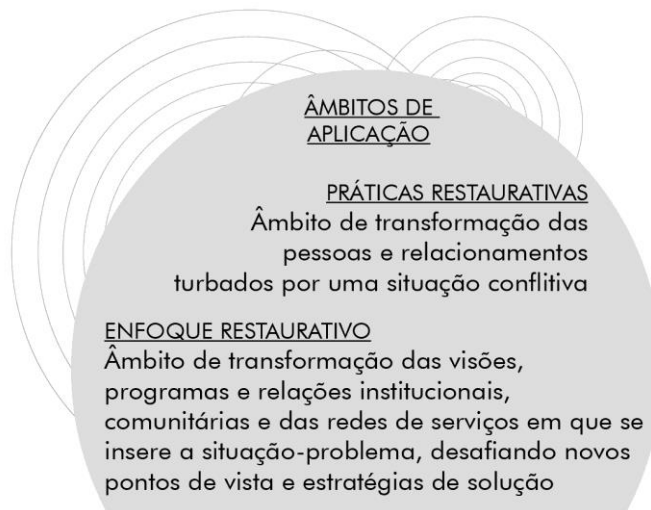 ÂMBITOS DE
APLICAÇÃO
PRÁTICAS RESTAURATIVAS
Âmbito de transformação das
pessoas e relacionamentos
turbados por uma situação conflitiva
ENFOQUE RESTAURATIVO
Âmbito de transformação das visões,
programas e relações institucionais,
comunitárias e das redes de serviços em que se
insere a situação-problema, desafiando novos
pontos de vista e estratégias de solução